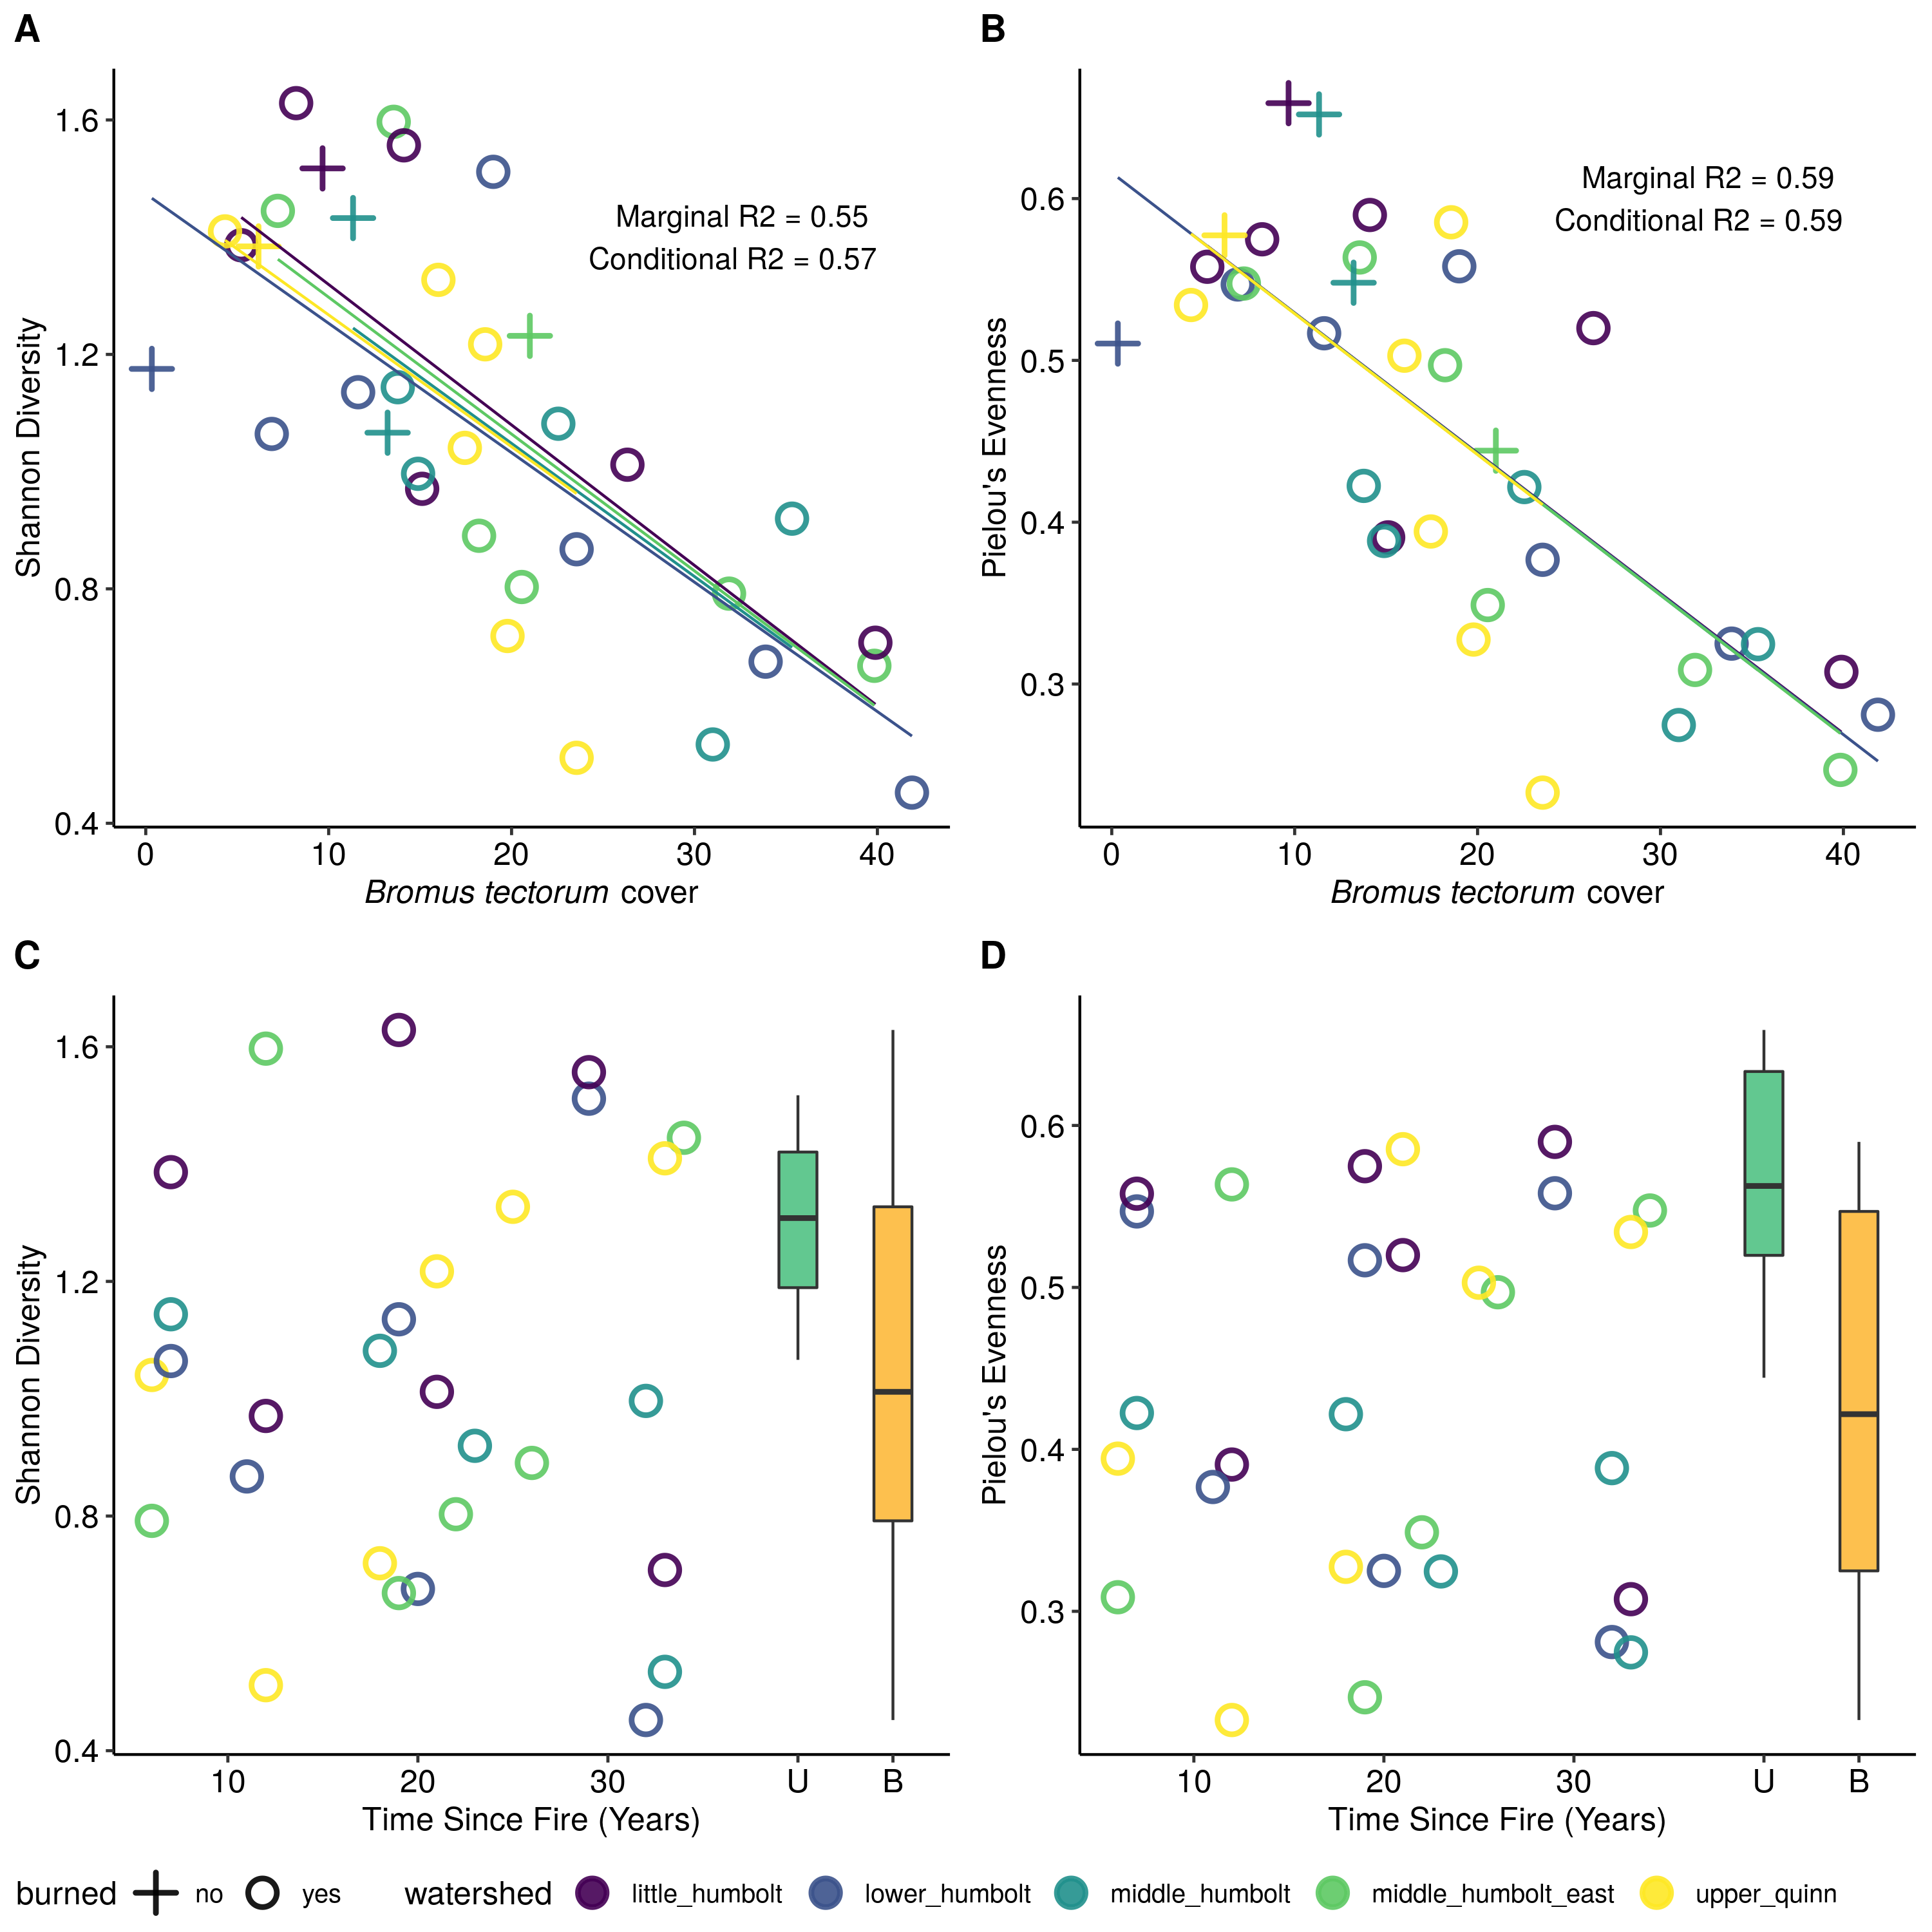 A
1.6
1.2
0.8
0.4
Shannon Diversity
Marginal R2 = 0.55
Conditional R2 = 0.57
0 10 20 30 40
Bromus tectorum cover
B
0.6
0.5
0.4
0.3
Pielou's Evenness
Marginal R2 = 0.59
Conditional R2 = 0.59
0 10 20 30 40
Bromus tectorum cover
C
1.6
1.2
0.8
0.4
Shannon Diversity
10 20 30 U B
Time Since Fire (Years)
D
0.6
0.5
0.4
0.3
Pielou's Evenness
10 20 30 U B
Time Since Fire (Years)
burned no yes watershed little_humbolt lower_humbolt middle_humbolt middle_humbolt_east upper_quinn